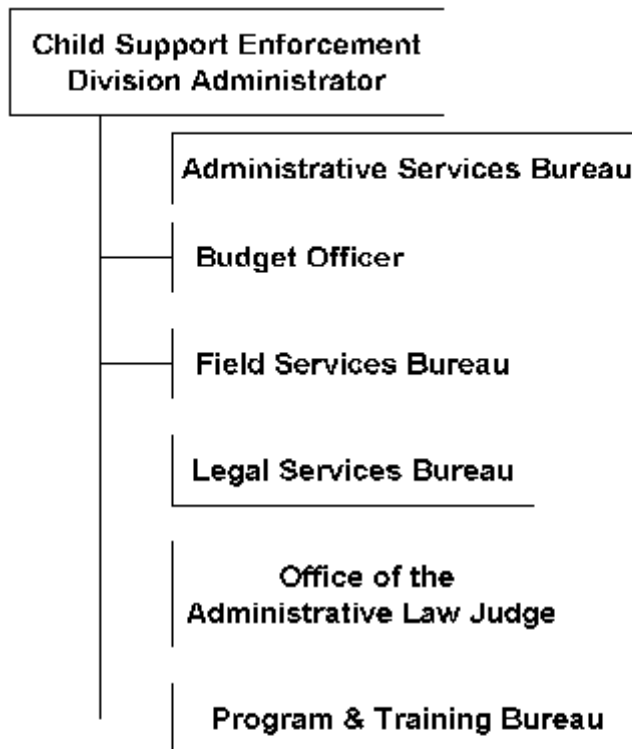 Child Support Enforcement
Division Administrator
Administrative Services Bureau
Budget Officer
Field Services Bureau
Legal Services Bureau
Office of the
Administrative Law Judge
Program & Training Bureau